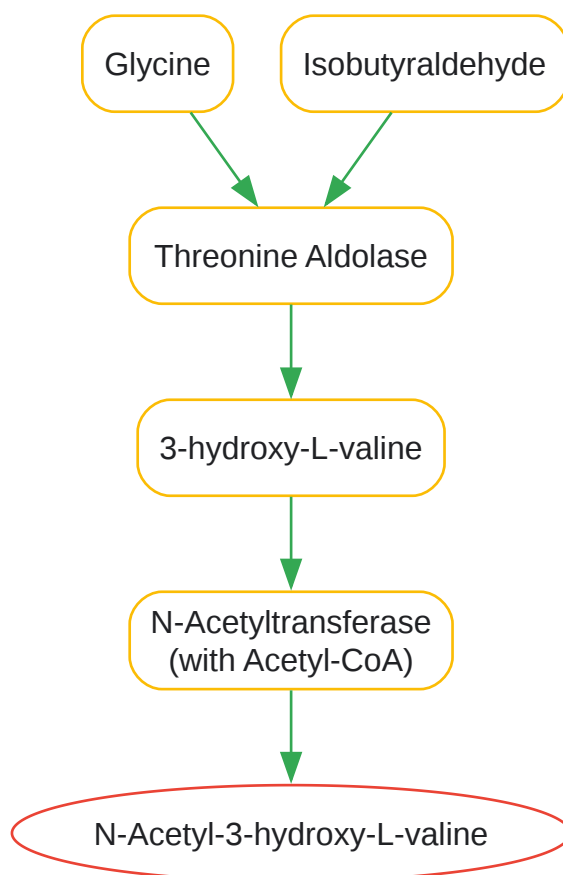 Glycine
Isobutyraldehyde
Threonine Aldolase
3-hydroxy-L-valine
N-Acetyltransferase
(with Acetyl-CoA)
N-Acetyl-3-hydroxy-L-valine